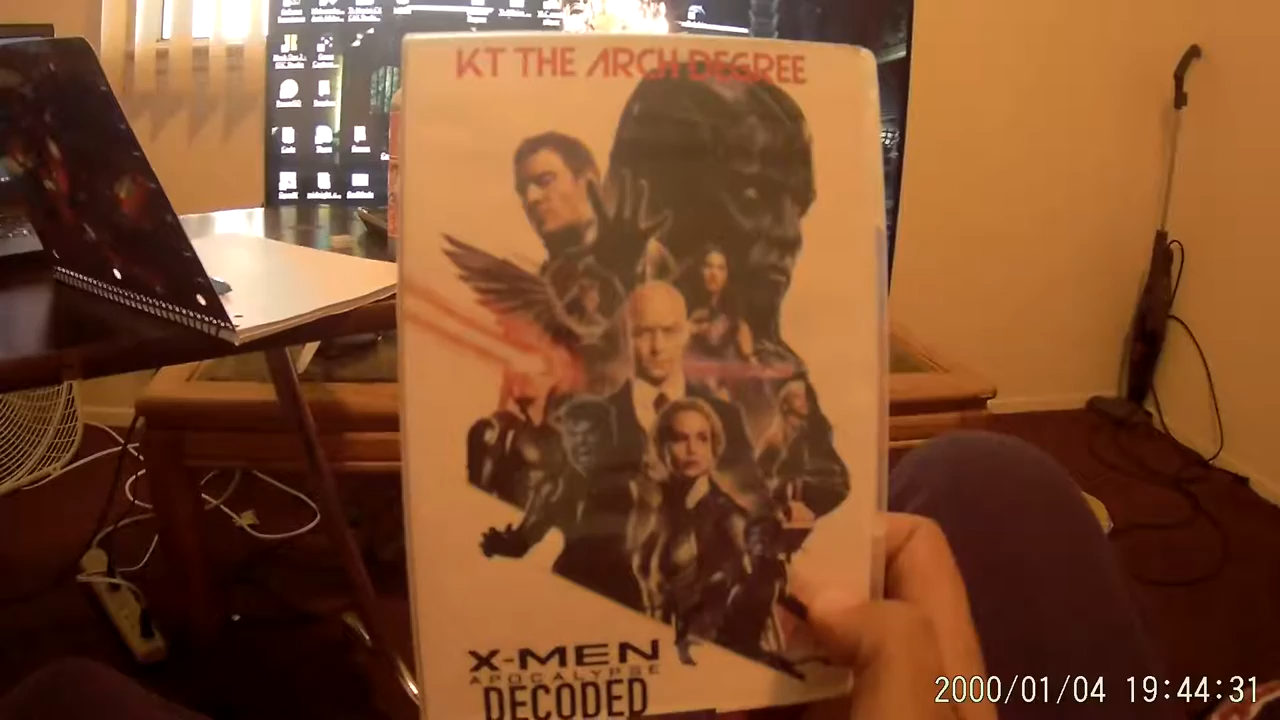 KT THE ARCH DEGREE
X-MEN
APOCALYPSE
DECODED
2000/01/04 19:44:31